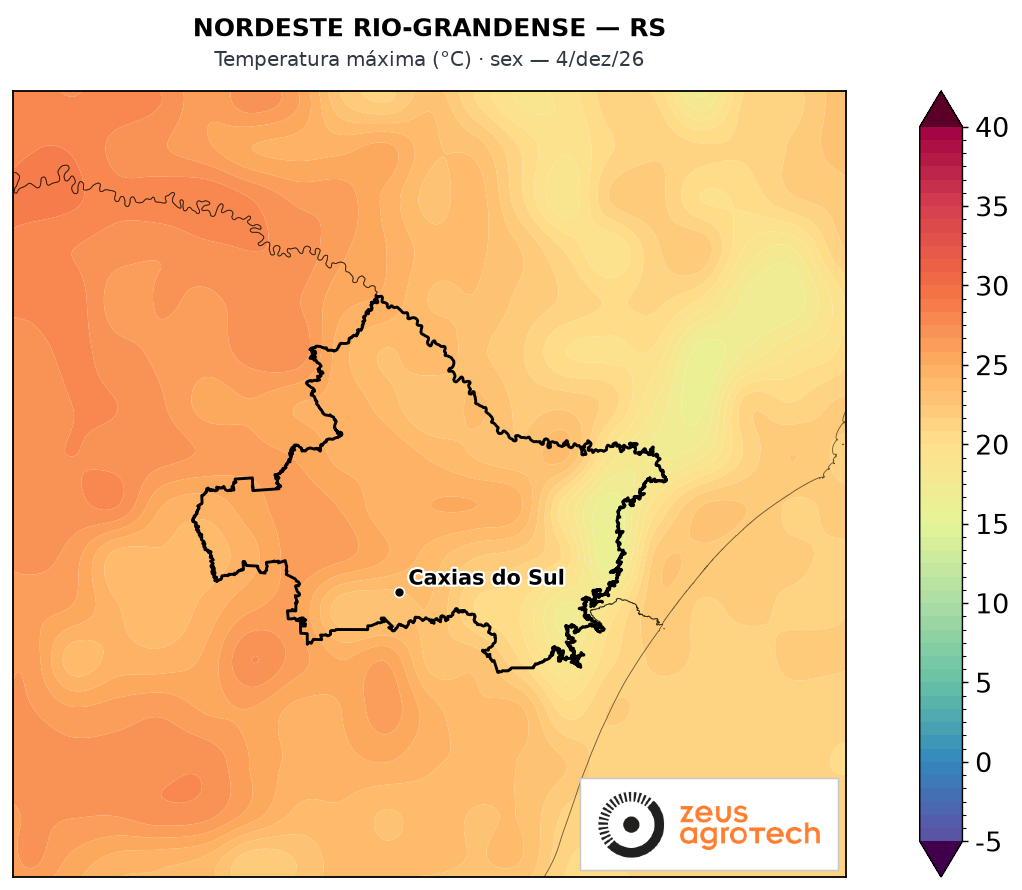 NORDESTE RIO-GRANDENSE — RS
Temperatura máxima (°C) · sex — 4/dez/26
40
35
30
25
20
15
10
5
0
-5
Caxias do Sul
zeus
agrotech